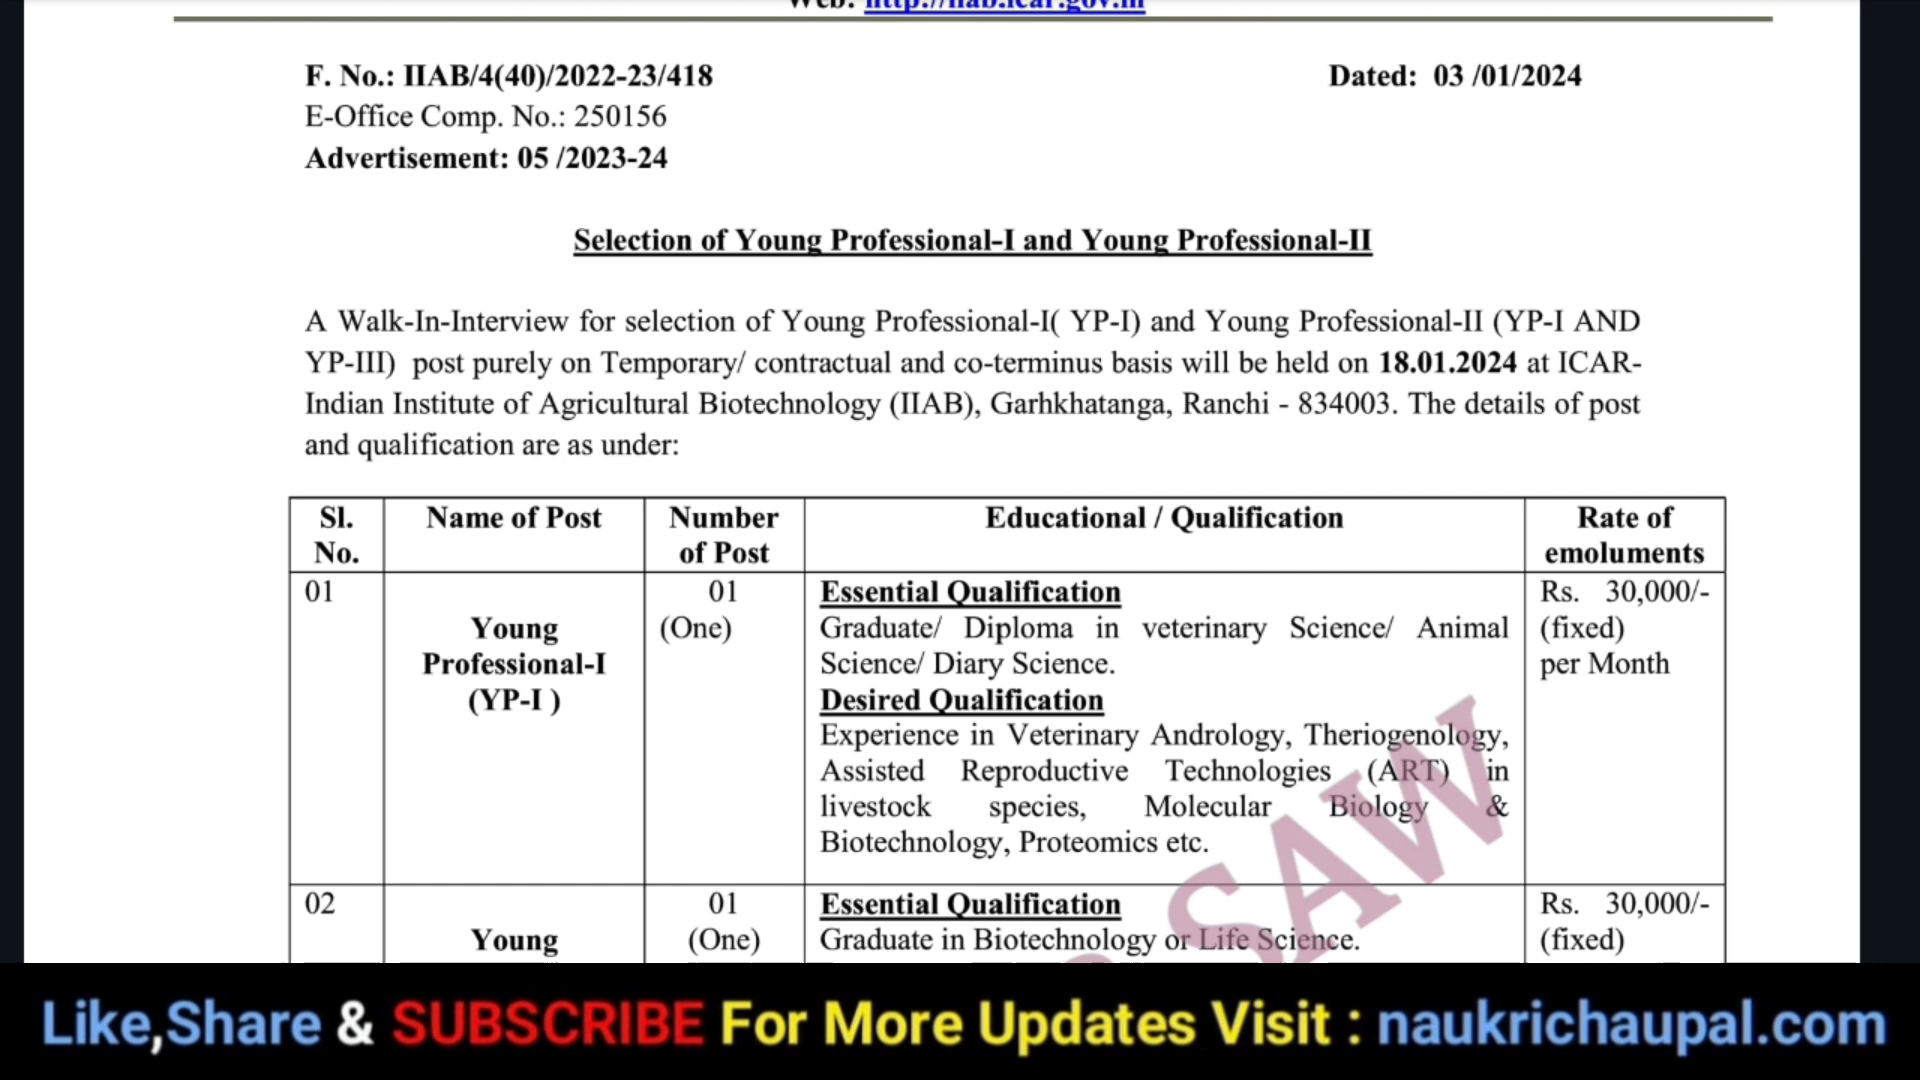 Web: http://iiab.icar.gov.in
F. No.: IIAB/4(40)/2022-23/418
Dated: 03 /01/2024
E-Office Comp. No.: 250156
Advertisement: 05 /2023-24
Selection of Young Professional-I and Young Professional-II
A Walk-In-Interview for selection of Young Professional-I( YP-I) and Young Professional-II (YP-I AND
YP-III) post purely on Temporary/ contractual and co-terminus basis will be held on 18.01.2024 at ICAR-
Indian Institute of Agricultural Biotechnology (IIAB), Garhkhatanga, Ranchi - 834003. The details of post
and qualification are as under:
Sl. No.
Name of Post
Number of Post
Educational / Qualification
Rate of emoluments
01
Young
Professional-I
(YP-I )
01
(One)
Essential Qualification
Graduate/ Diploma in veterinary Science/ Animal
Science/ Diary Science.
Desired Qualification
Experience in Veterinary Andrology, Theriogenology,
Assisted Reproductive Technologies (ART) in
livestock species, Molecular Biology &
Biotechnology, Proteomics etc.
Rs. 30,000/-
(fixed)
per Month
02
Young
01
(One)
Essential Qualification
Graduate in Biotechnology or Life Science.
Rs. 30,000/-
(fixed)
SAW
Like,Share & SUBSCRIBE For More Updates Visit : naukrichaupal.com